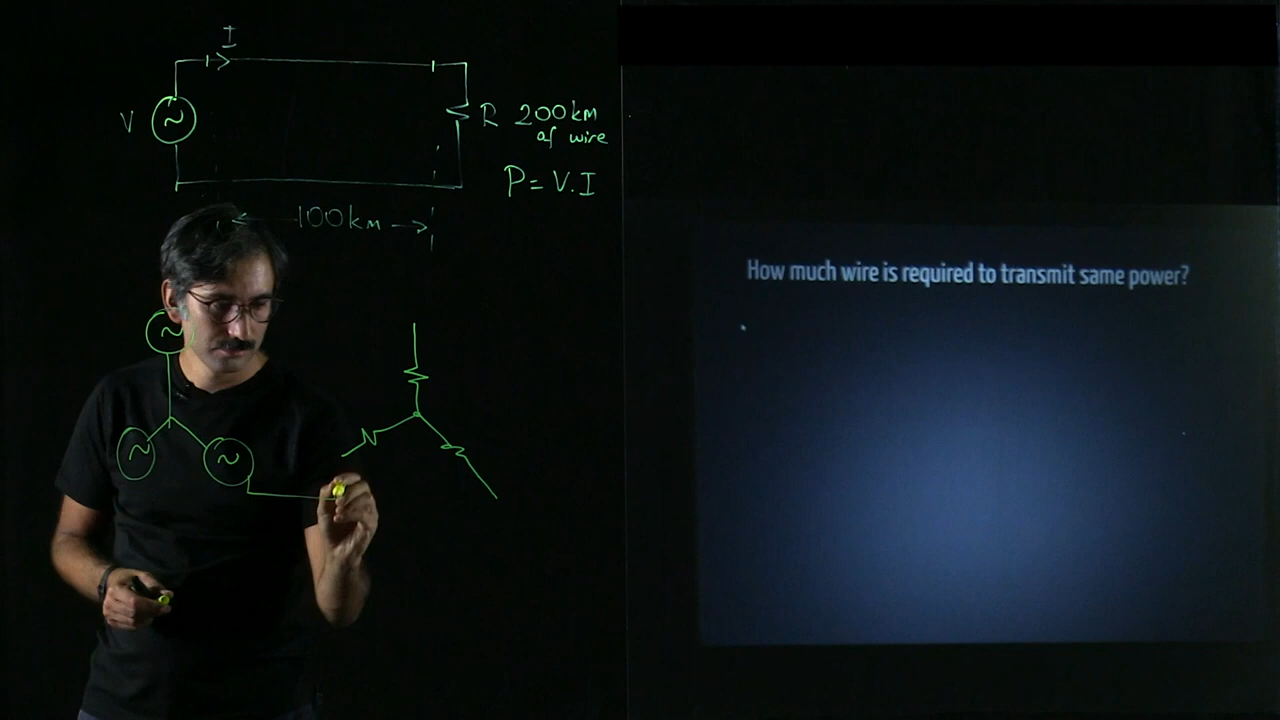 I
V
R 200km
of wire
P = V.I
100km
How much wire is required to transmit same power?